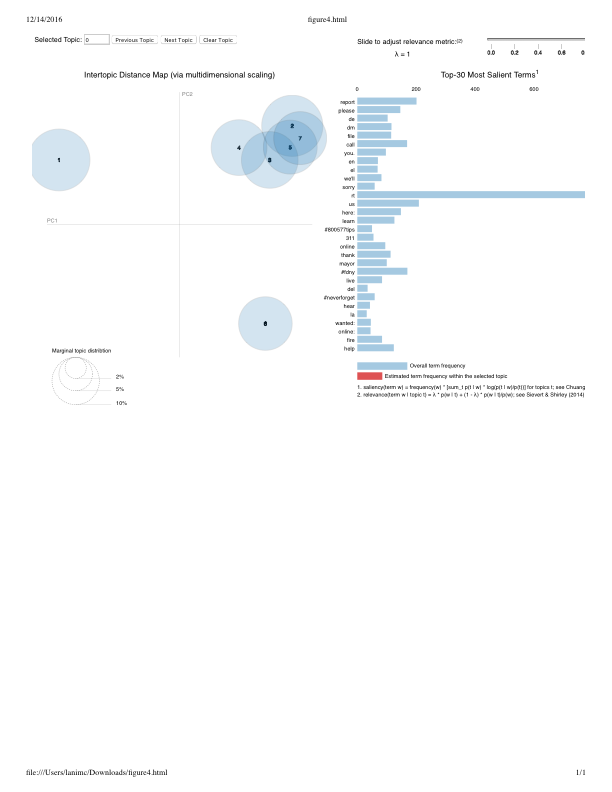 12/14/2016
figure4.html
Selected Topic: 0 Previous Topic Next Topic Clear Topic
Slide to adjust relevance metric:(2)
λ = 1
0.0 0.2 0.4 0.6 0
Intertopic Distance Map (via multidimensional scaling)
PC2
PC1
1
4
2
7
5
3
6
Marginal topic distribtion
2%
5%
10%
Top-30 Most Salient Terms1
0 200 400 600
report
please
de
dm
file
call
you.
en
el
we'll
sorry
it
us
here:
learn
#800577tips
311
online
thank
mayor
#fdny
live
del
#neverforget
hear
la
wanted:
online:
fire
help
Overall term frequency
Estimated term frequency within the selected topic
1. saliency(term w) = frequency(w) * [sum_t p(t | w) * log(p(t | w)/p(t))] for topics t; see Chuang
2. relevance(term w | topic t) = λ * p(w | t) + (1 - λ) * p(w | t)/p(w); see Sievert & Shirley (2014)
file:///Users/lanimc/Downloads/figure4.html
1/1